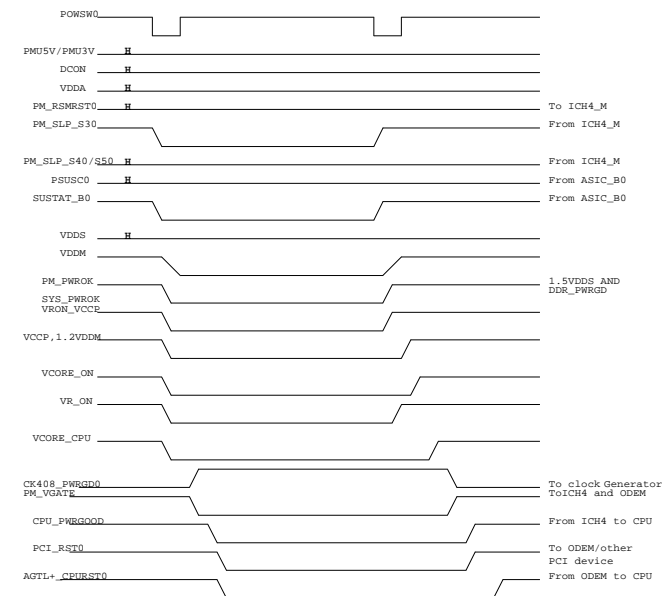 POWSW0
PMU5V/PMU3V H
DCON H
VDDA H
PM_RSMRST0 H To ICH4_M
PM_SLP_S30 From ICH4_M
PM_SLP_S40/S50 H From ICH4_M
PSUSC0 H From ASIC_B0
SUSTAT_B0 From ASIC_B0
VDDS H
VDDM
PM_PWROK 1.5VDDS AND
DDR_PWRGD
SYS_PWROK
VRON_VCCP
VCCP,1.2VDDM
VCORE_ON
VR_ON
VCORE_CPU
CK408_PWRGD0 To clock Generator
PM_VGATE ToICH4 and ODEM
CPU_PWRGOOD From ICH4 to CPU
PCI_RST0 To ODEM/other
PCI device
AGTL+_CPURST0 From ODEM to CPU